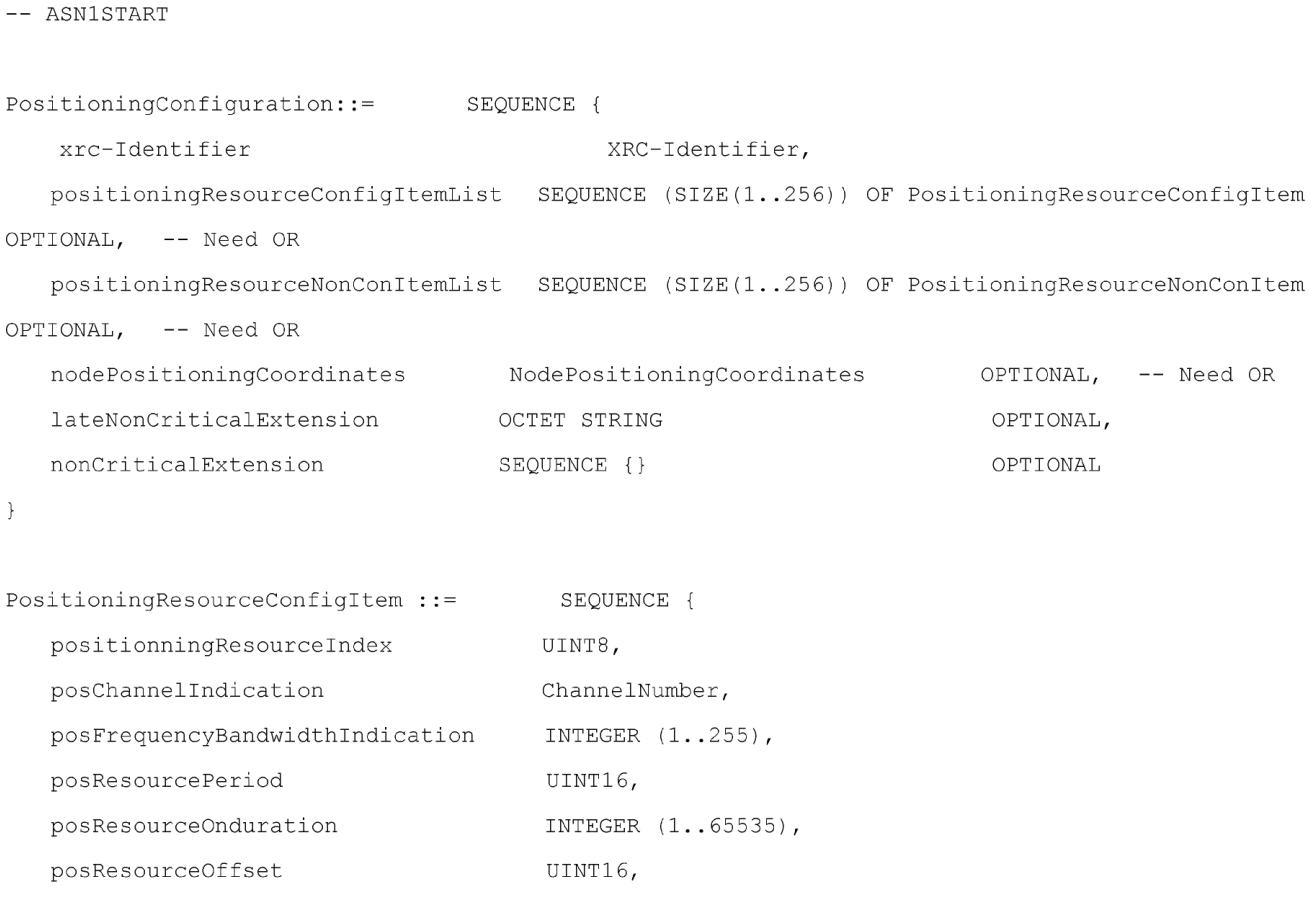 -- ASN1START
PositioningConfiguration::= SEQUENCE {
xrc-Identifier XRC-Identifier,
positioningResourceConfigItemList SEQUENCE (SIZE(1..256)) OF PositioningResourceConfigItem
OPTIONAL, -- Need OR
positioningResourceNonConItemList SEQUENCE (SIZE(1..256)) OF PositioningResourceNonConItem
OPTIONAL, -- Need OR
nodePositioningCoordinates NodePositioningCoordinates OPTIONAL, -- Need OR
lateNonCriticalExtension OCTET STRING OPTIONAL,
nonCriticalExtension SEQUENCE {} OPTIONAL
}
PositioningResourceConfigItem ::= SEQUENCE {
positionningResourceIndex UINT8,
posChannelIndication ChannelNumber,
posFrequencyBandwidthIndication INTEGER (1..255),
posResourcePeriod UINT16,
posResourceOnduration INTEGER (1..65535),
posResourceOffset UINT16,